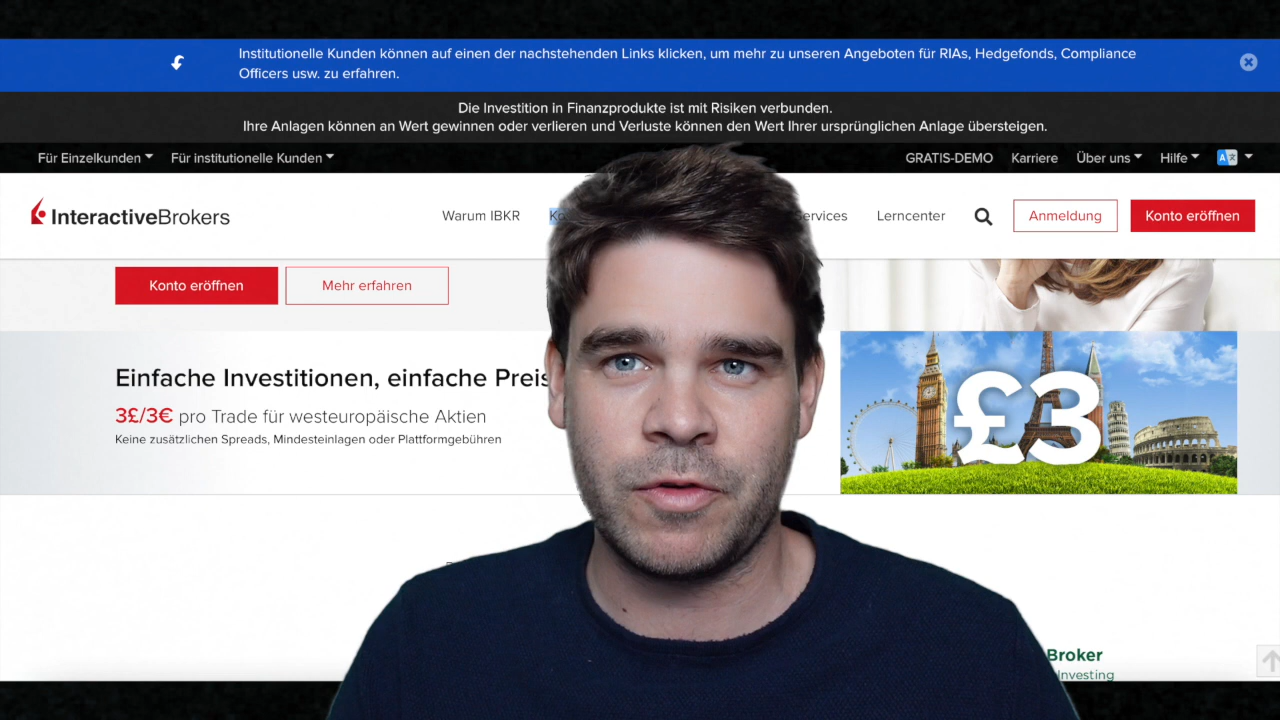 Institutionelle Kunden können auf einen der nachstehenden Links klicken, um mehr zu unseren Angeboten für RIAs, Hedgefonds, Compliance
Officers usw. zu erfahren.
Die Investition in Finanzprodukte ist mit Risiken verbunden.
Ihre Anlagen können an Wert gewinnen oder verlieren und Verluste können den Wert Ihrer ursprünglichen Anlage übersteigen.
Für Einzelkunden Für institutionelle Kunden GRATIS-DEMO Karriere Über uns Hilfe
InteractiveBrokers Warum IBKR Lerncenter Anmeldung Konto eröffnen
Konto eröffnen Mehr erfahren
Einfache Investitionen, einfache
3£/3€ pro Trade für westeuropäische Aktien
Keine zusätzlichen Spreads, Mindesteinlagen oder Plattformgebühren
£3
Broker
Investing